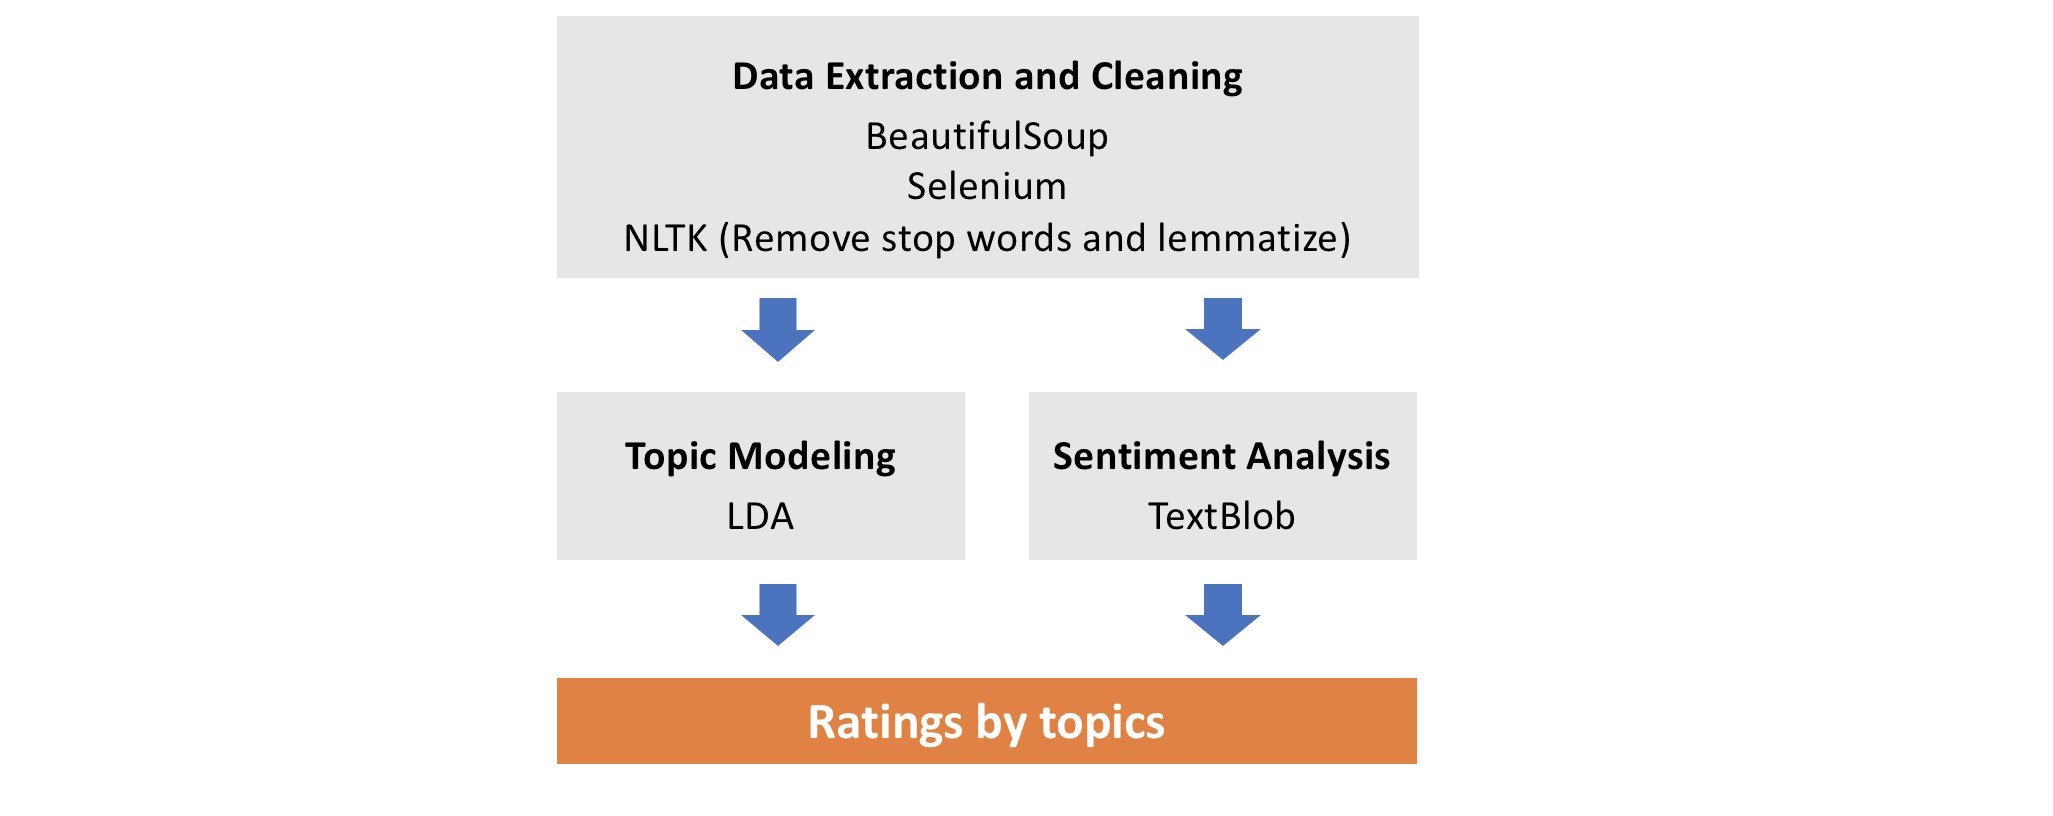 Data Extraction and Cleaning
BeautifulSoup
Selenium
NLTK (Remove stop words and lemmatize)
Topic Modeling
LDA
Sentiment Analysis
TextBlob
Ratings by topics